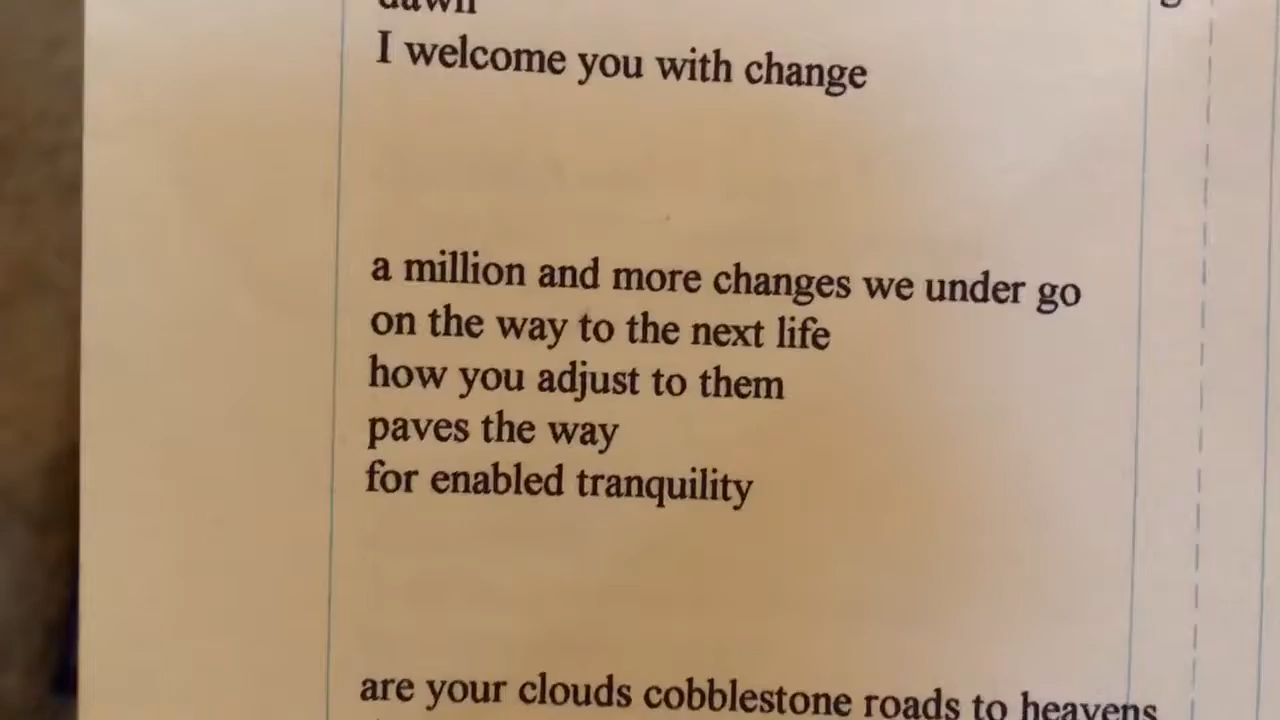 dawn
I welcome you with change
a million and more changes we under go
on the way to the next life
how you adjust to them
paves the way
for enabled tranquility
are your clouds cobblestone roads to heavens